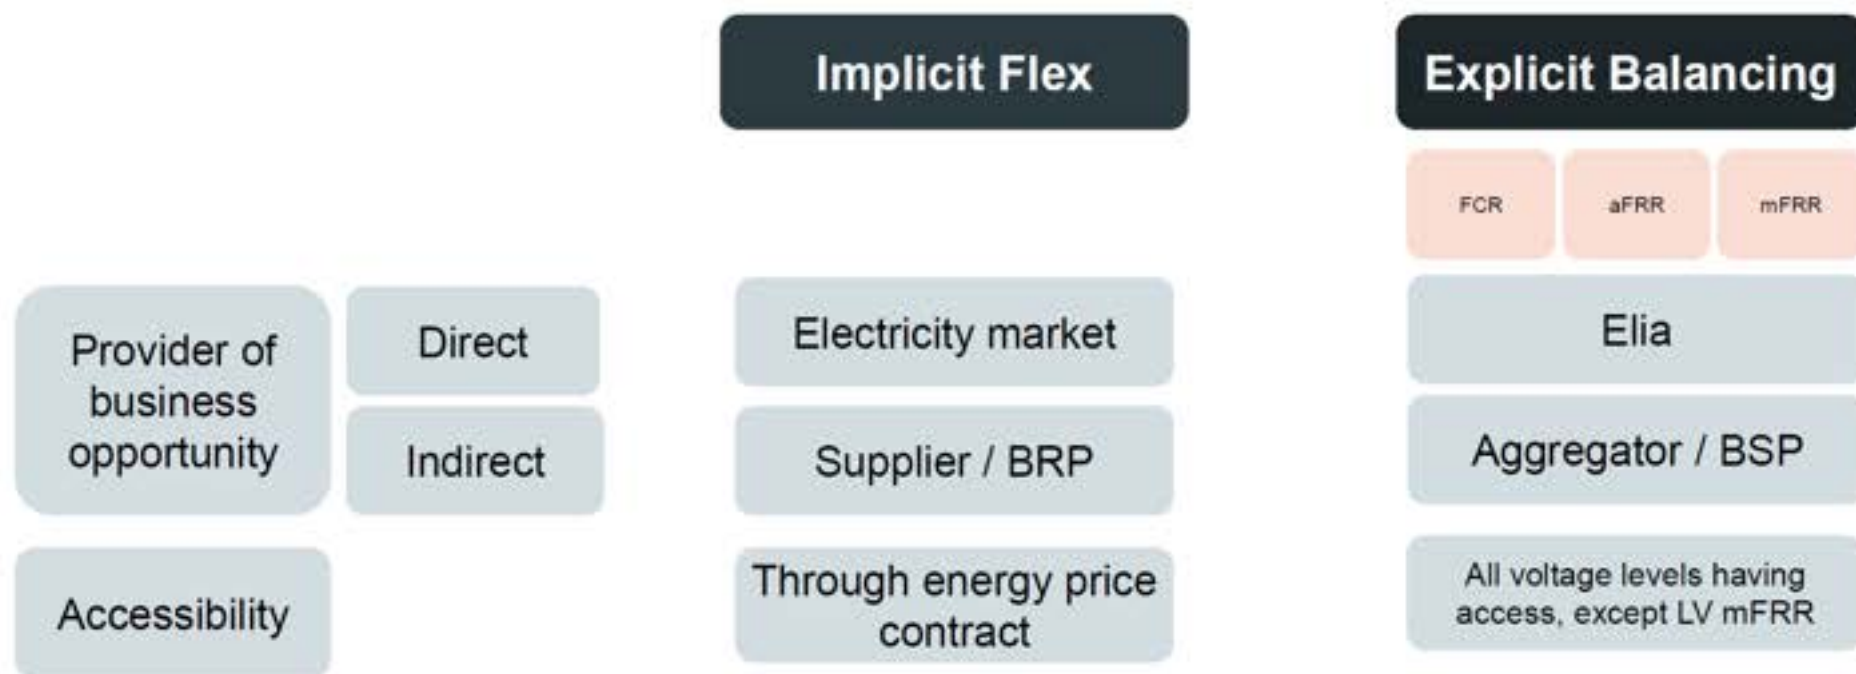 Implicit Flex
Explicit Balancing
FCR
aFRR
mFRR
Provider of
business
opportunity
Direct
Electricity market
Elia
Indirect
Supplier / BRP
Aggregator / BSP
Accessibility
Through energy price
contract
All voltage levels having
access, except LV mFRR